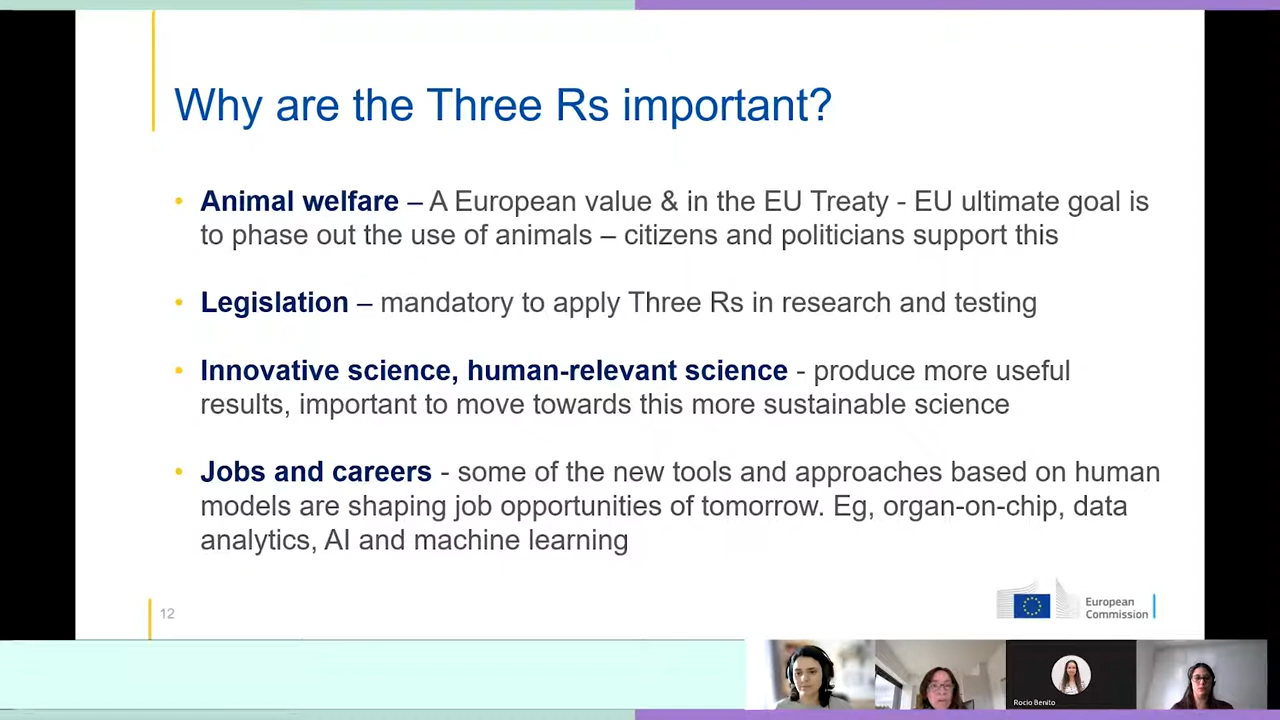 Why are the Three Rs important?
• Animal welfare – A European value & in the EU Treaty - EU ultimate goal is
to phase out the use of animals – citizens and politicians support this
• Legislation – mandatory to apply Three Rs in research and testing
• Innovative science, human-relevant science - produce more useful
results, important to move towards this more sustainable science
• Jobs and careers - some of the new tools and approaches based on human
models are shaping job opportunities of tomorrow. Eg, organ-on-chip, data
analytics, AI and machine learning
12
European
Commission
Rocio Benito